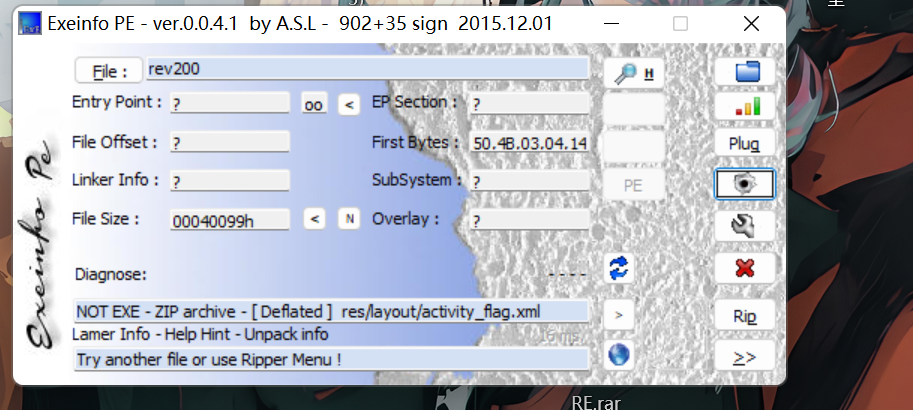 至
Exeinfo PE - ver.0.0.4.1 by A.S.L - 902+35 sign 2015.12.01
File : rev200 H
Entry Point : ? oo < EP Section : ?
File Offset : ? First Bytes : 50.4B.03.04.14 Plug
Linker Info : ? SubSystem : ? PE
File Size : 00040099h < N Overlay : ?
Diagnose: ----
NOT EXE - ZIP archive - [ Deflated ] res/layout/activity_flag.xml > Rip
Lamer Info - Help Hint - Unpack info 16 ms
Try another file or use Ripper Menu ! >>
Exeinfo Pe
RE.rar